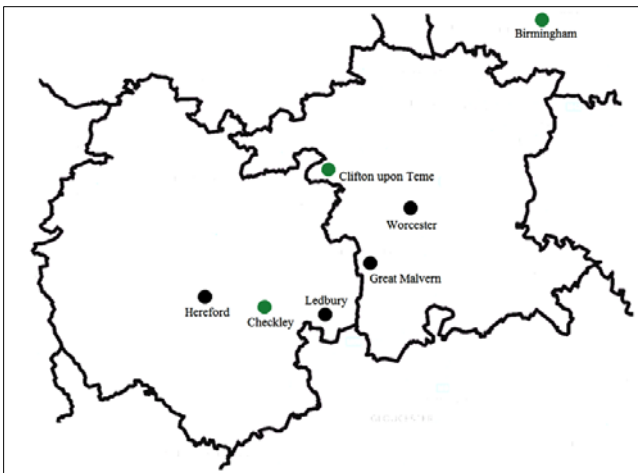 Birmingham
Clifton upon Teme
Worcester
Great Malvern
Ledbury
Hereford
Checkley